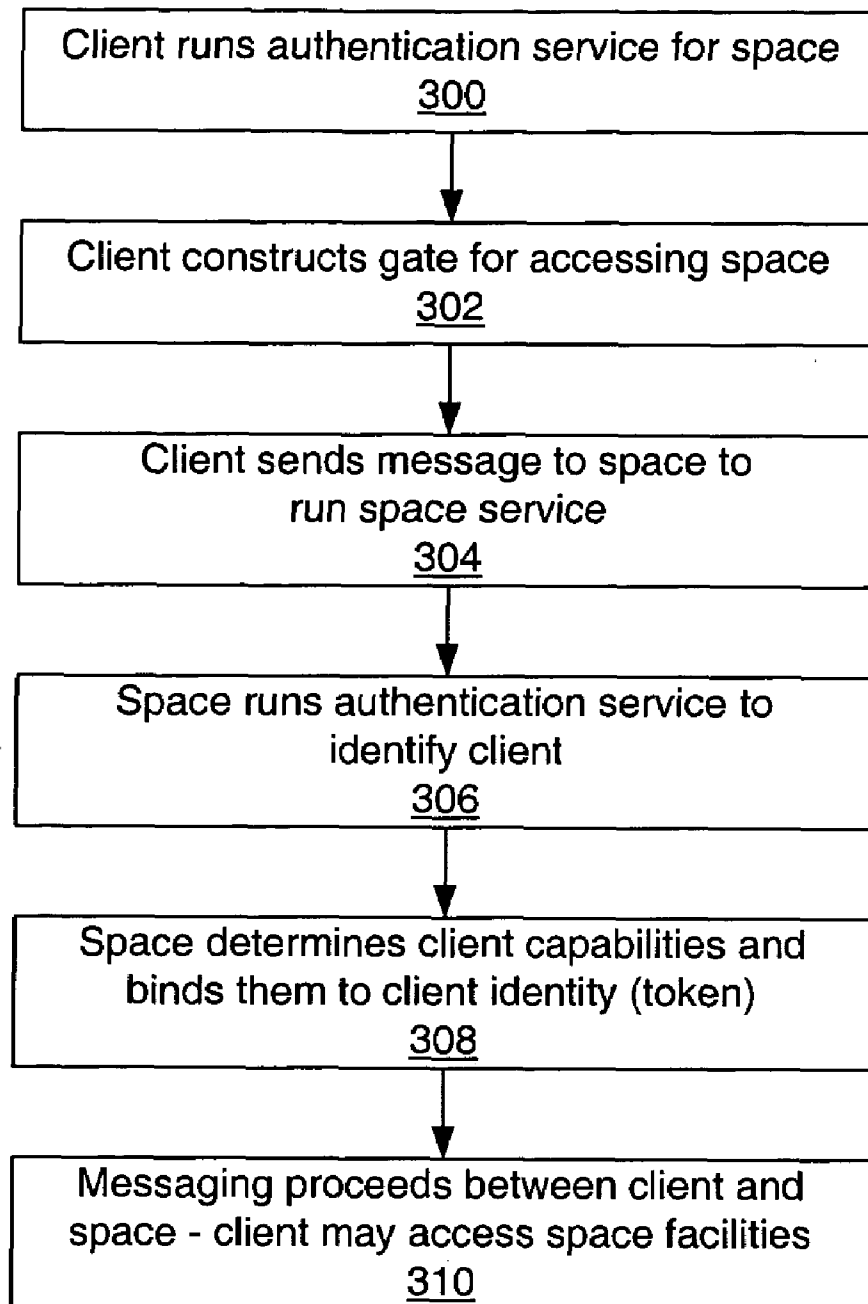 Client runs authentication service for space
300
Client constructs gate for accessing space
302
Client sends message to space to
run space service
304
Space runs authentication service to
identify client
306
Space determines client capabilities and
binds them to client identity (token)
308
Messaging proceeds between client and
space - client may access space facilities
310